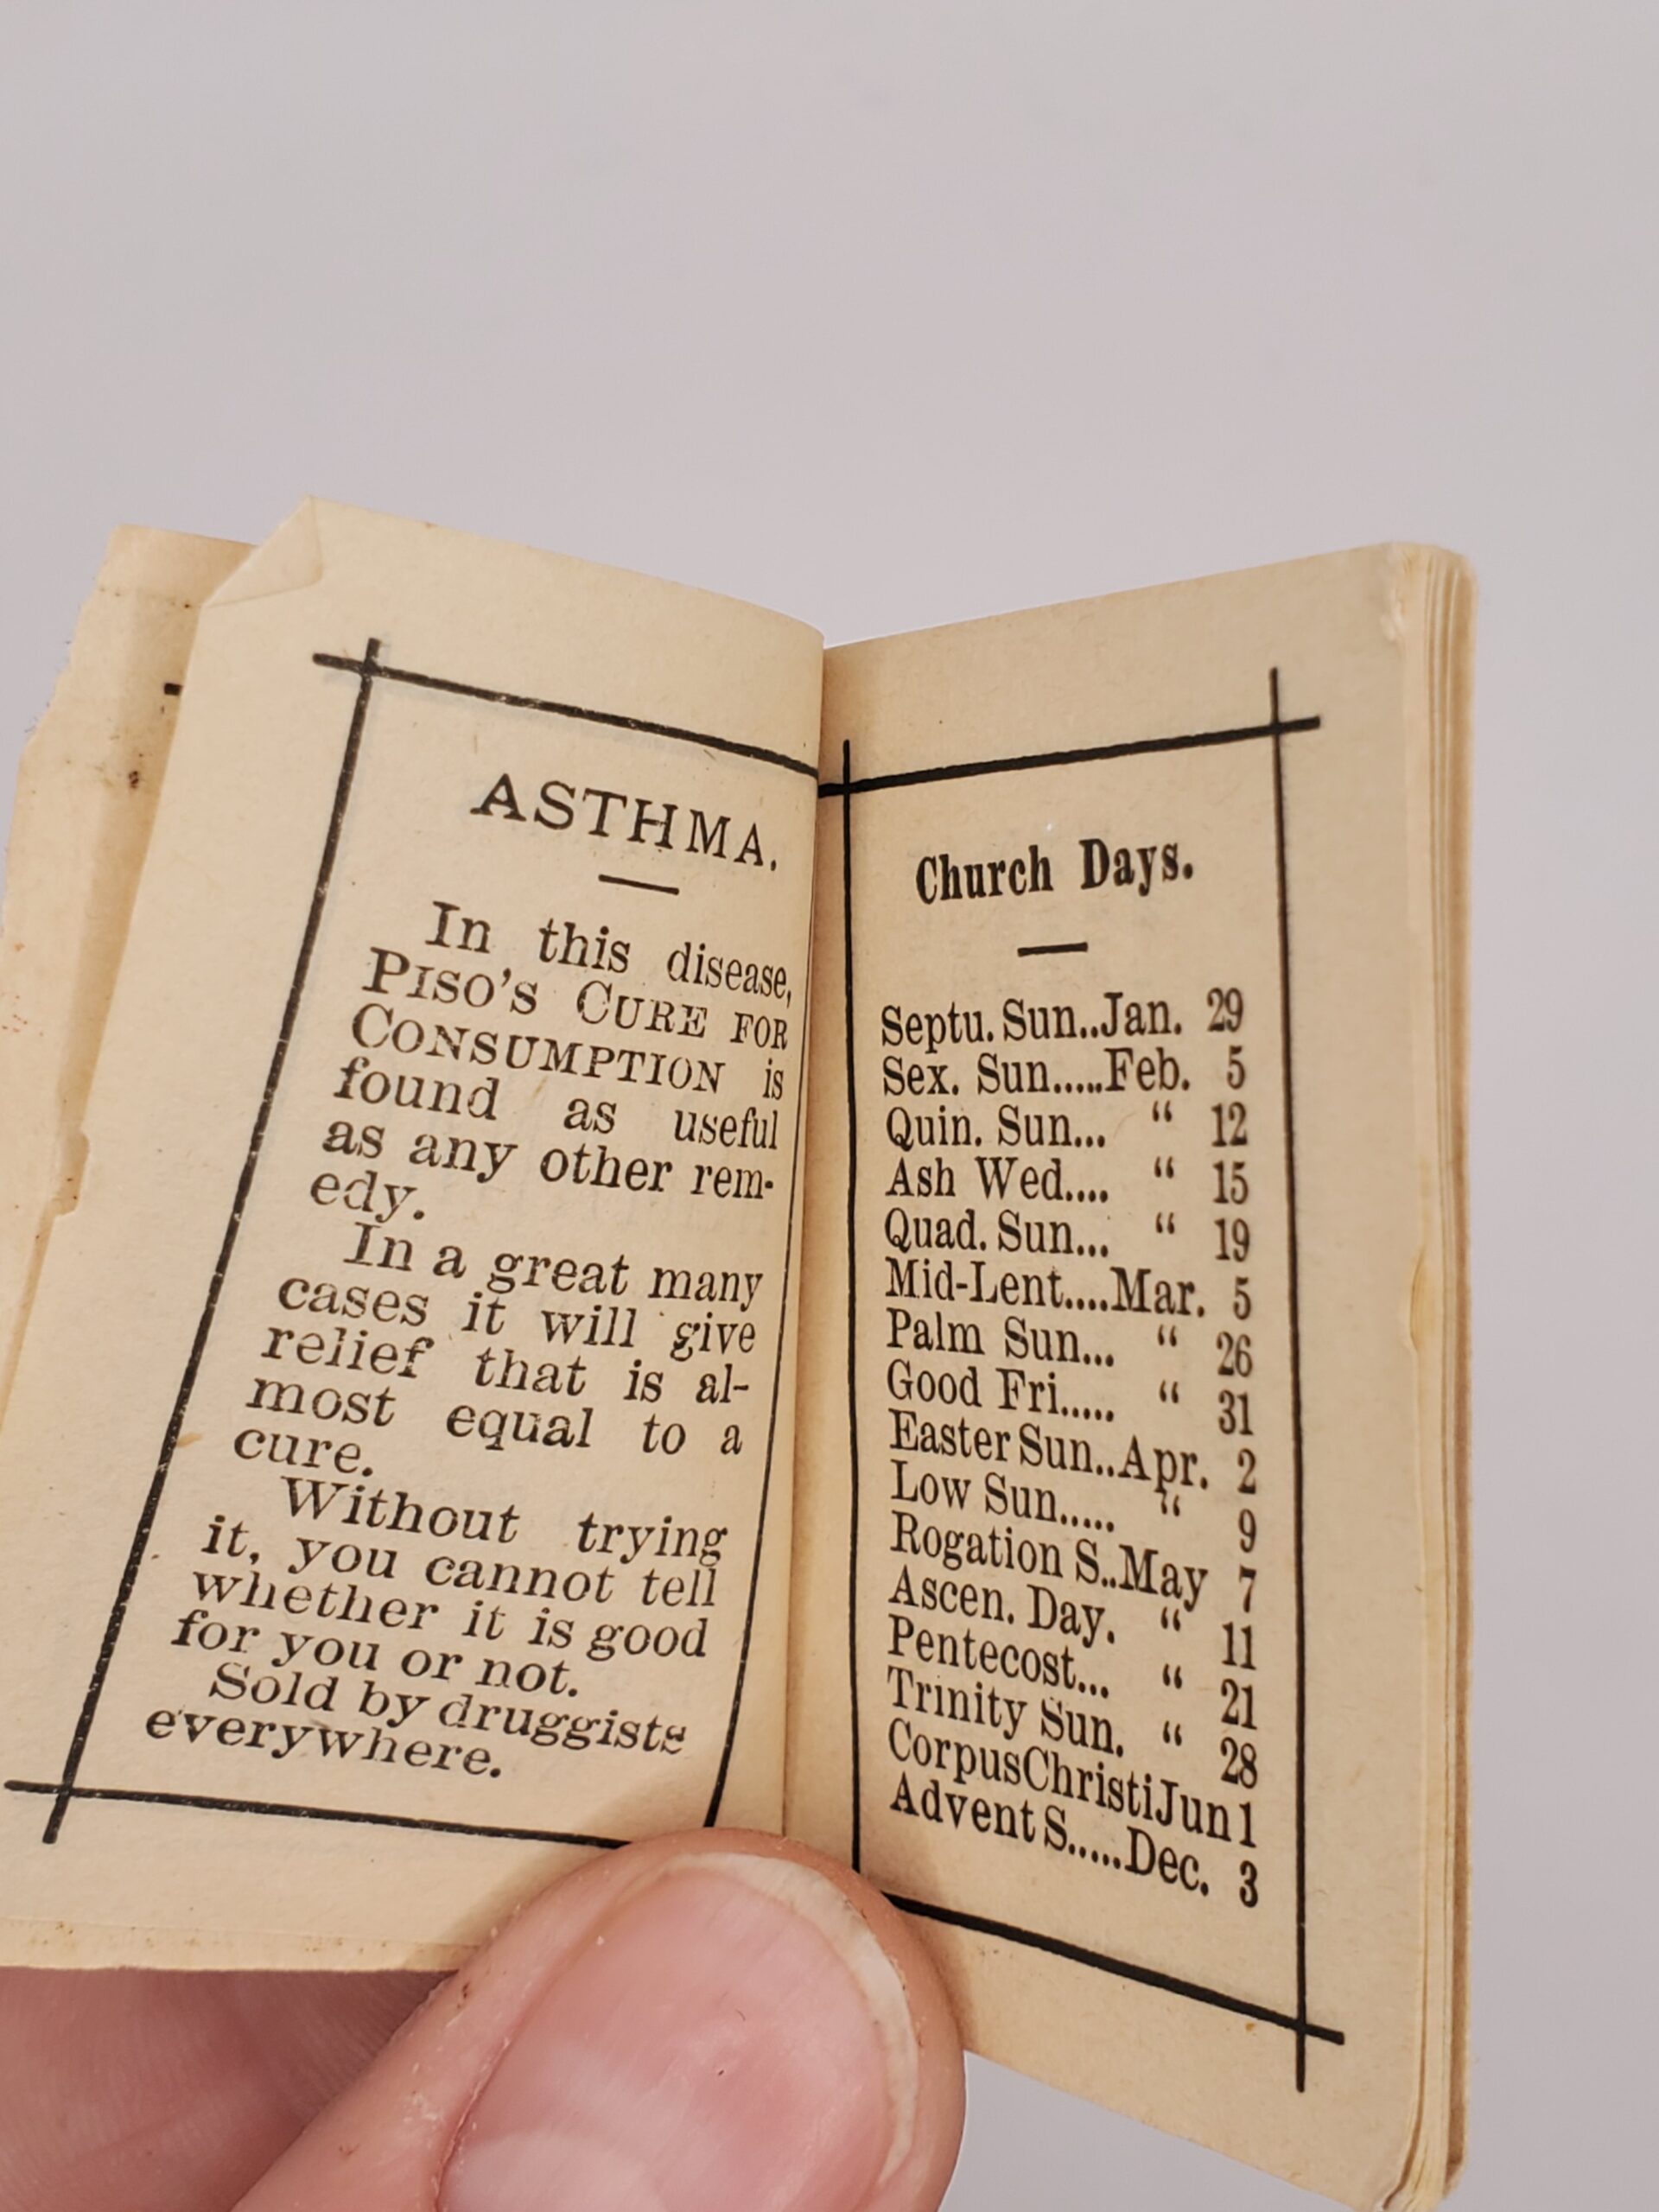 ASTHMA.
In this disease,
PISO'S CURE FOR
CONSUMPTION is
found as useful
as any other rem-
edy.
In a great many
cases it will give
relief that is al-
most equal to a
cure.
Without trying
it, you cannot tell
whether it is good
for you or not.
Sold by druggists
everywhere.
Church Days.
Septu. Sun..Jan. 29
Sex. Sun.....Feb. 5
Quin. Sun... " 12
Ash Wed.... " 15
Quad. Sun... " 19
Mid-Lent....Mar. 5
Palm Sun... " 26
Good Fri..... " 31
Easter Sun..Apr. 2
Low Sun..... " 9
Rogation S..May 7
Ascen. Day. " 11
Pentecost... " 21
Trinity Sun. " 28
CorpusChristiJun 1
Advent S.....Dec. 3